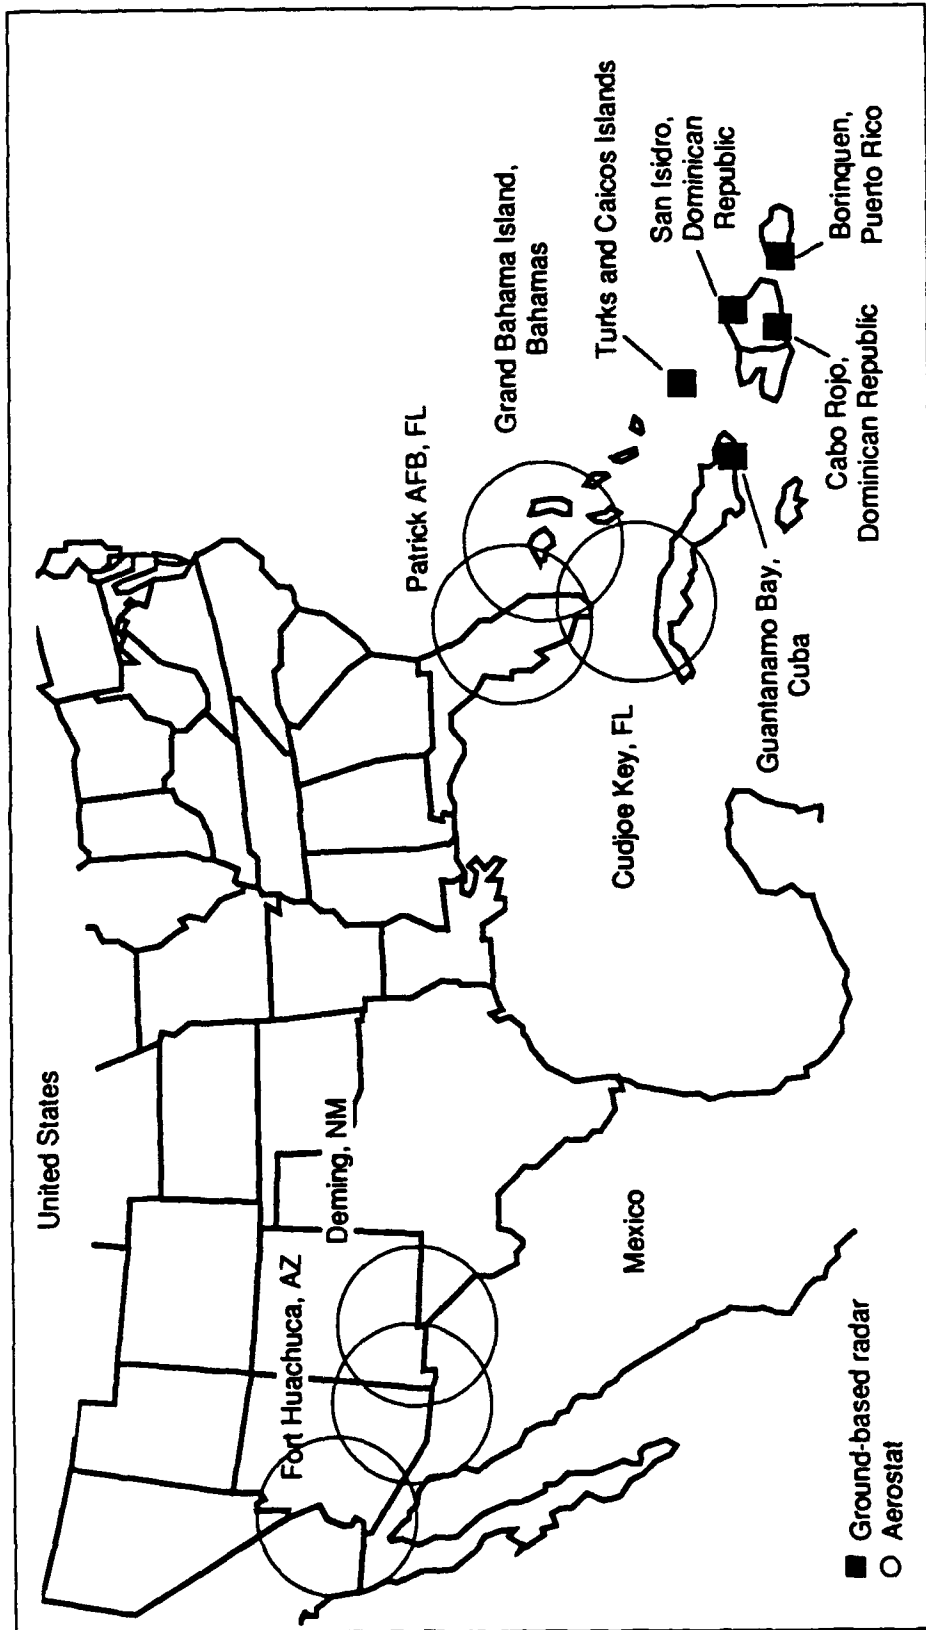 United States
Fort Huachuca, AZ
Deming, NM
Mexico
Patrick AFB, FL
Grand Bahama Island,
Bahamas
Turks and Caicos Islands
San Isidro,
Dominican
Republic
Borinquen,
Puerto Rico
Cabo Rojo,
Dominican Republic
Guantanamo Bay,
Cuba
Cudjoe Key, FL
Ground-based radar
Aerostat